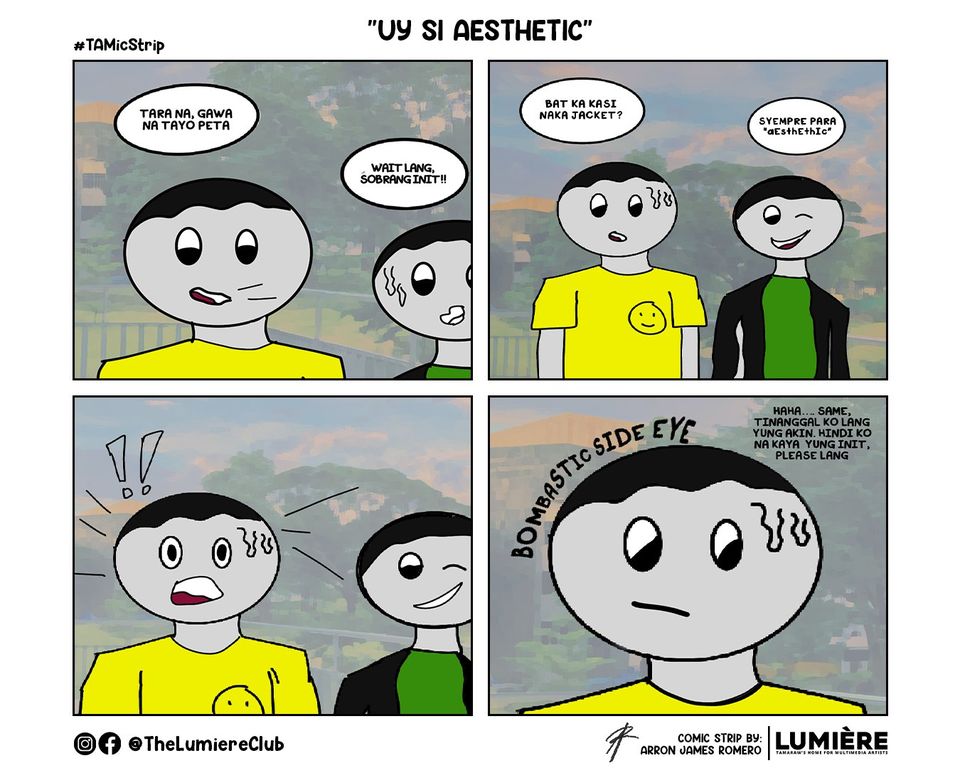 "UY SI AESTHETIC"
#TAMicStrip
TARA NA, GAWA
NA TAYO PETA
WAIT LANG,
SOBRANG INIT!!
BAT KA KASI
NAKA JACKET?
SYEMPRE PARA
"aEsthEthIc"
!!
BOMBASTIC SIDE EYE
HAHA.... SAME,
TINANGGAL KO LANG
YUNG AKIN. HINDI KO
NA KAYA YUNG INIT,
PLEASE LANG
@TheLumiereClub
COMIC STRIP BY:
ARRON JAMES ROMERO
LUMIÈRE
TAMARAW'S HOME FOR MULTIMEDIA ARTISTS